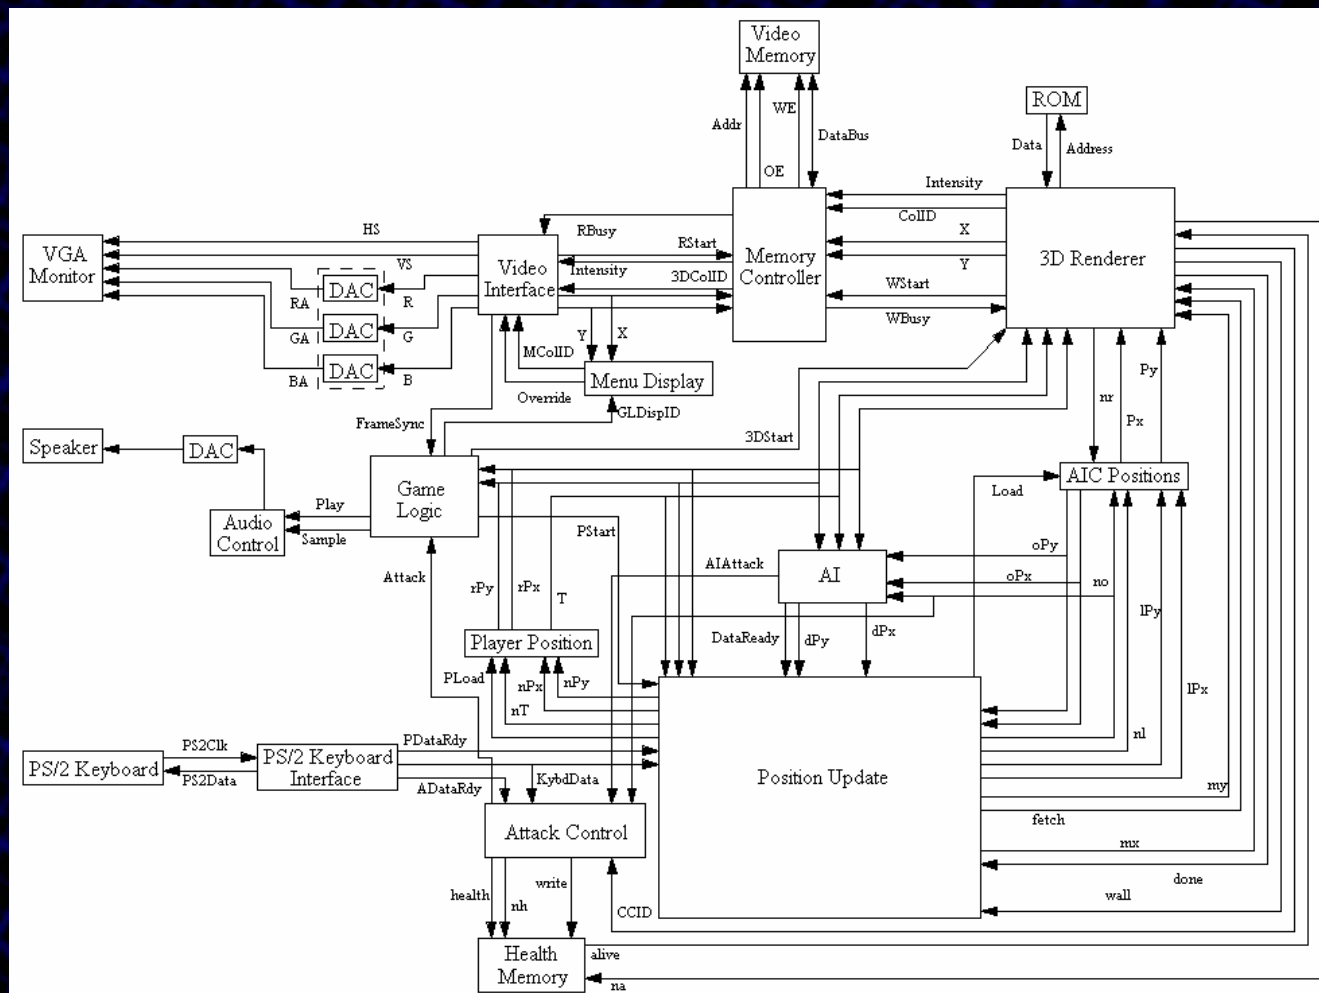 Video
Memory
ROM
WE
Addr
DataBus
Data
Address
OE
Intensity
ColID
HS
RBusy
RStart
X
VGA
Monitor
VS
Video
Interface
Intensity
3DColID
Memory
Controller
Y
3D Renderer
DAC
RA
R
WStart
WBusy
DAC
GA
G
Y
X
MColID
DAC
BA
B
Menu Display
Py
nr
Override
GLDispID
Px
FrameSync
3DStart
Speaker
DAC
Game
Logic
Load
AIC Positions
Play
Audio
Control
Sample
PStart
Attack
AIAttack
AI
oPy
oPx
no
rPy
rPx
T
lPy
Player Position
DataReady
dPy
dPx
PLoad
nPx
nPy
nT
lPx
PS2Clk
PS/2 Keyboard
PS2Data
PS/2 Keyboard
Interface
PDataRdy
ADataRdy
KybdData
Position Update
nl
my
Attack Control
fetch
mx
done
health
nh
write
CCID
wall
Health
Memory
alive
na